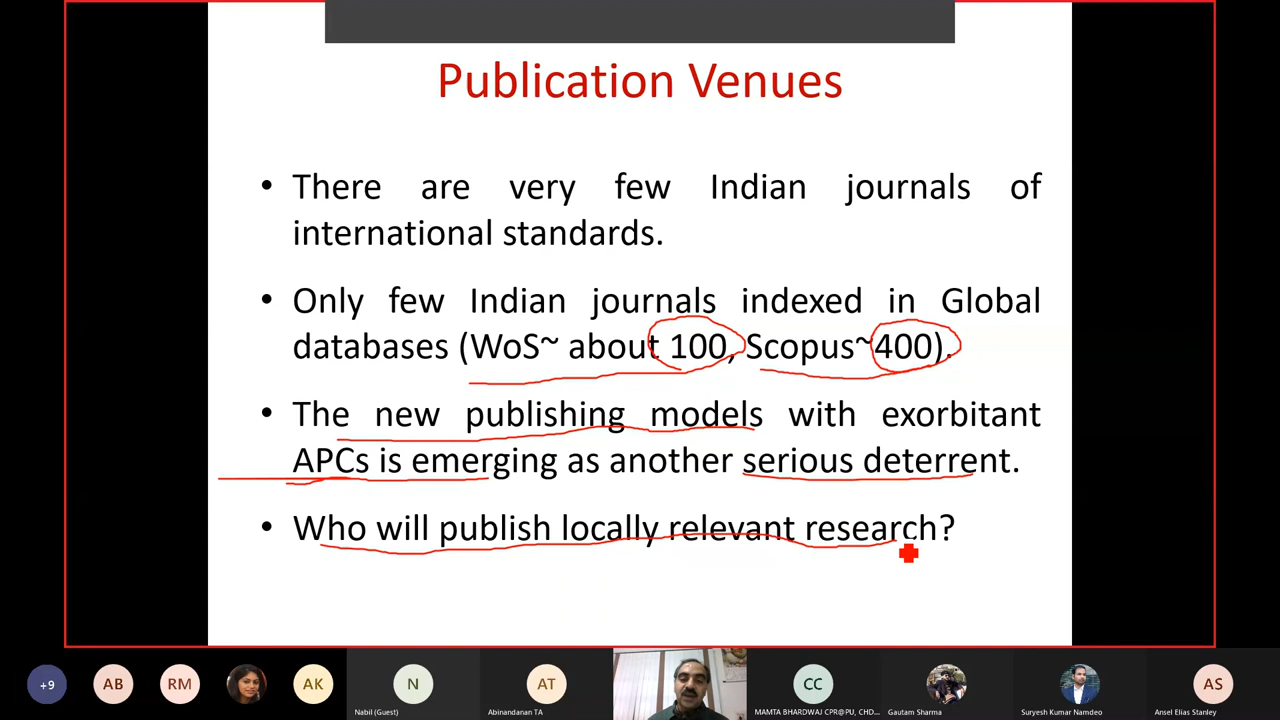 Publication Venues
• There are very few Indian journals of
international standards.
• Only few Indian journals indexed in Global
databases (WoS~ about 100, Scopus~400).
• The new publishing models with exorbitant
APCs is emerging as another serious deterrent.
• Who will publish locally relevant research?
+9 AB RM AK N AT CC AS
Nabil (Guest) Abinandanan TA MAMTA BHARDWAJ CPR@PU, CHD... Gautam Sharma Suryesh Kumar Namdeo Ansel Elias Stanley